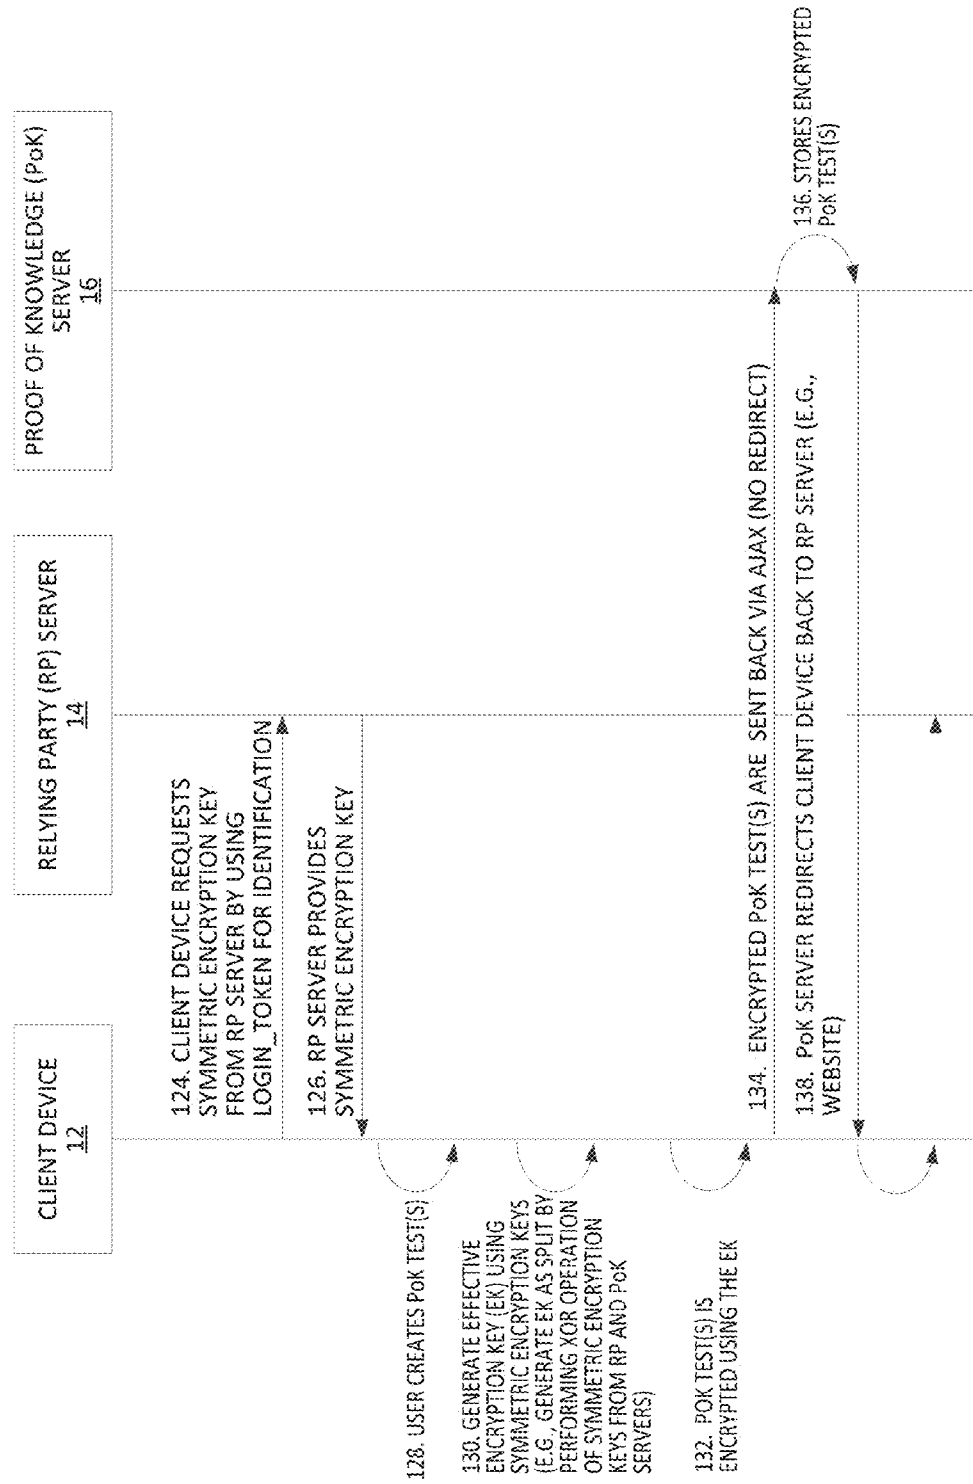 CLIENT DEVICE
12
RELYING PARTY (RP) SERVER
14
PROOF OF KNOWLEDGE (PoK)
SERVER
16
124. CLIENT DEVICE REQUESTS
SYMMETRIC ENCRYPTION KEY
FROM RP SERVER BY USING
LOGIN_TOKEN FOR IDENTIFICATION
126. RP SERVER PROVIDES
SYMMETRIC ENCRYPTION KEY
128. USER CREATES PoK TEST(S)
130. GENERATE EFFECTIVE
ENCRYPTION KEY (EK) USING
SYMMETRIC ENCRYPTION KEYS
(E.G., GENERATE EK AS SPLIT BY
PERFORMING XOR OPERATION
OF SYMMETRIC ENCRYPTION
KEYS FROM RP AND PoK
SERVERS)
132. POK TEST(S) IS
ENCRYPTED USING THE EK
134. ENCRYPTED PoK TEST(S) ARE SENT BACK VIA AJAX (NO REDIRECT)
136. STORES ENCRYPTED
PoK TEST(S)
138. PoK SERVER REDIRECTS CLIENT DEVICE BACK TO RP SERVER (E.G.,
WEBSITE)